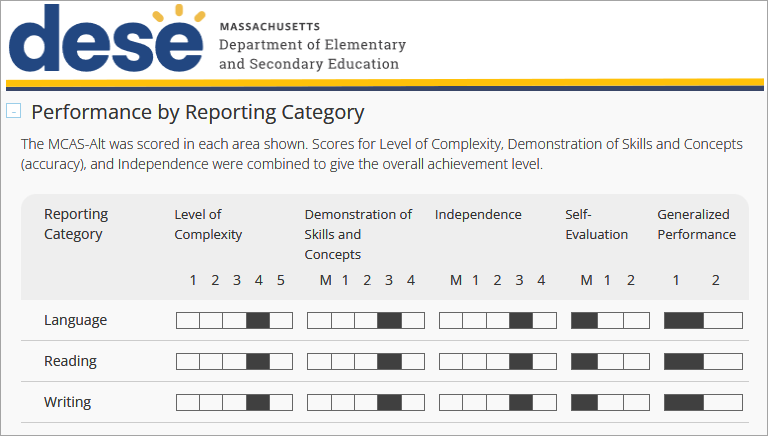 dese
MASSACHUSETTS
Department of Elementary
and Secondary Education
Performance by Reporting Category
The MCAS-Alt was scored in each area shown. Scores for Level of Complexity, Demonstration of Skills and Concepts
(accuracy), and Independence were combined to give the overall achievement level.
Reporting
Category
Level of
Complexity
Demonstration of
Skills and
Concepts
Independence
Self-
Evaluation
Generalized
Performance
1 2 3 4 5 M 1 2 3 4 M 1 2 3 4 M 1 2 1 2
Language
Reading
Writing